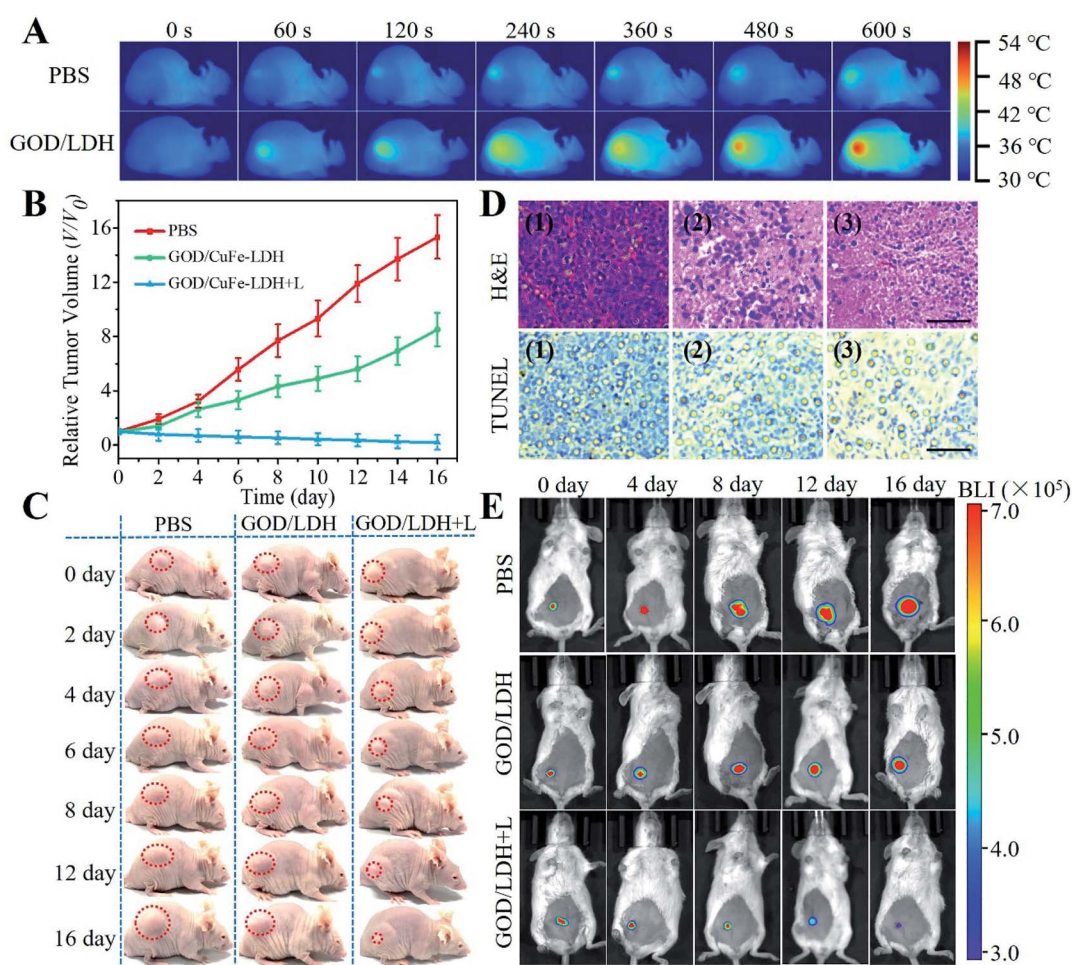 A
0 s 60 s 120 s 240 s 360 s 480 s 600 s
PBS
GOD/LDH
54 °C
48 °C
42 °C
36 °C
30 °C
B
Relative Tumor Volume (V/V0)
16
12
8
4
0
PBS
GOD/CuFe-LDH
GOD/CuFe-LDH+L
0 2 4 6 8 10 12 14 16
Time (day)
D
H&E
(1) (2) (3)
TUNEL
(1) (2) (3)
C
PBS GOD/LDH GOD/LDH+L
0 day
2 day
4 day
6 day
8 day
12 day
16 day
E
0 day 4 day 8 day 12 day 16 day
BLI (×10⁵)
PBS
GOD/LDH
GOD/LDH+L
7.0
6.0
5.0
4.0
3.0